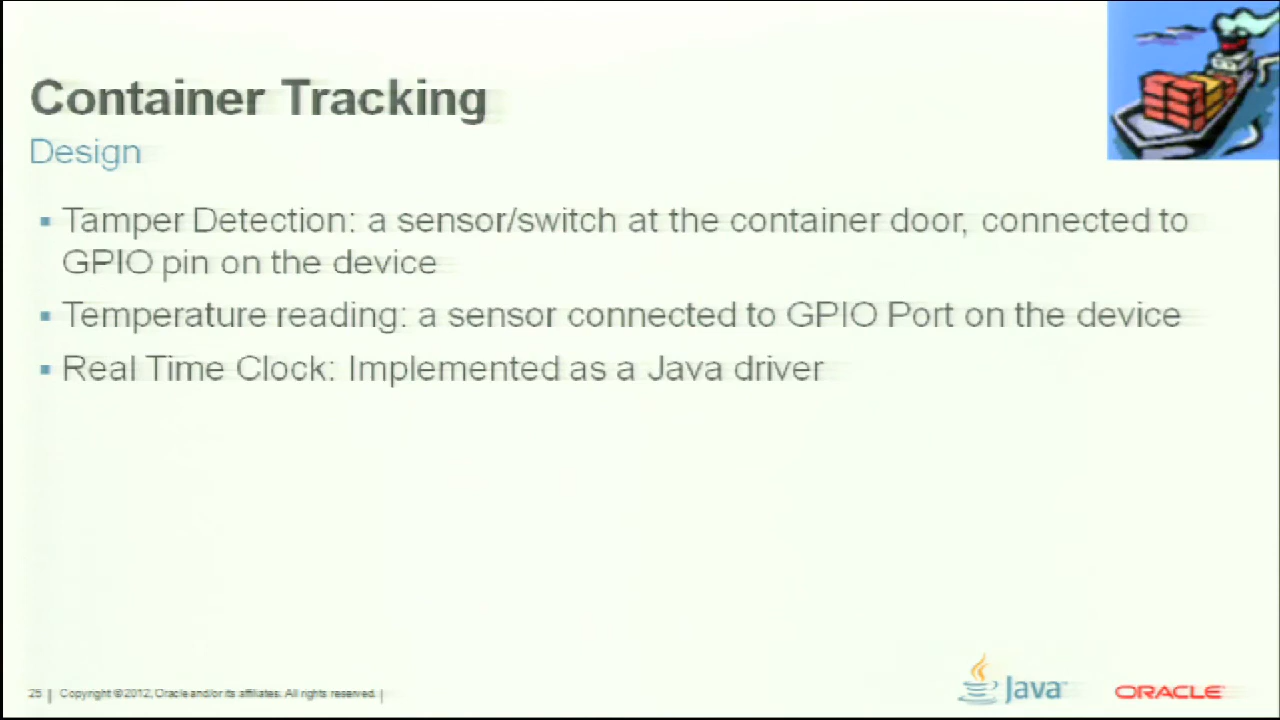 Container Tracking
Design
Tamper Detection: a sensor/switch at the container door, connected to
GPIO pin on the device
Temperature reading: a sensor connected to GPIO Port on the device
Real Time Clock: Implemented as a Java driver
25 | Copyright © 2012, Oracle and/or its affiliates. All rights reserved. |
Java
ORACLE